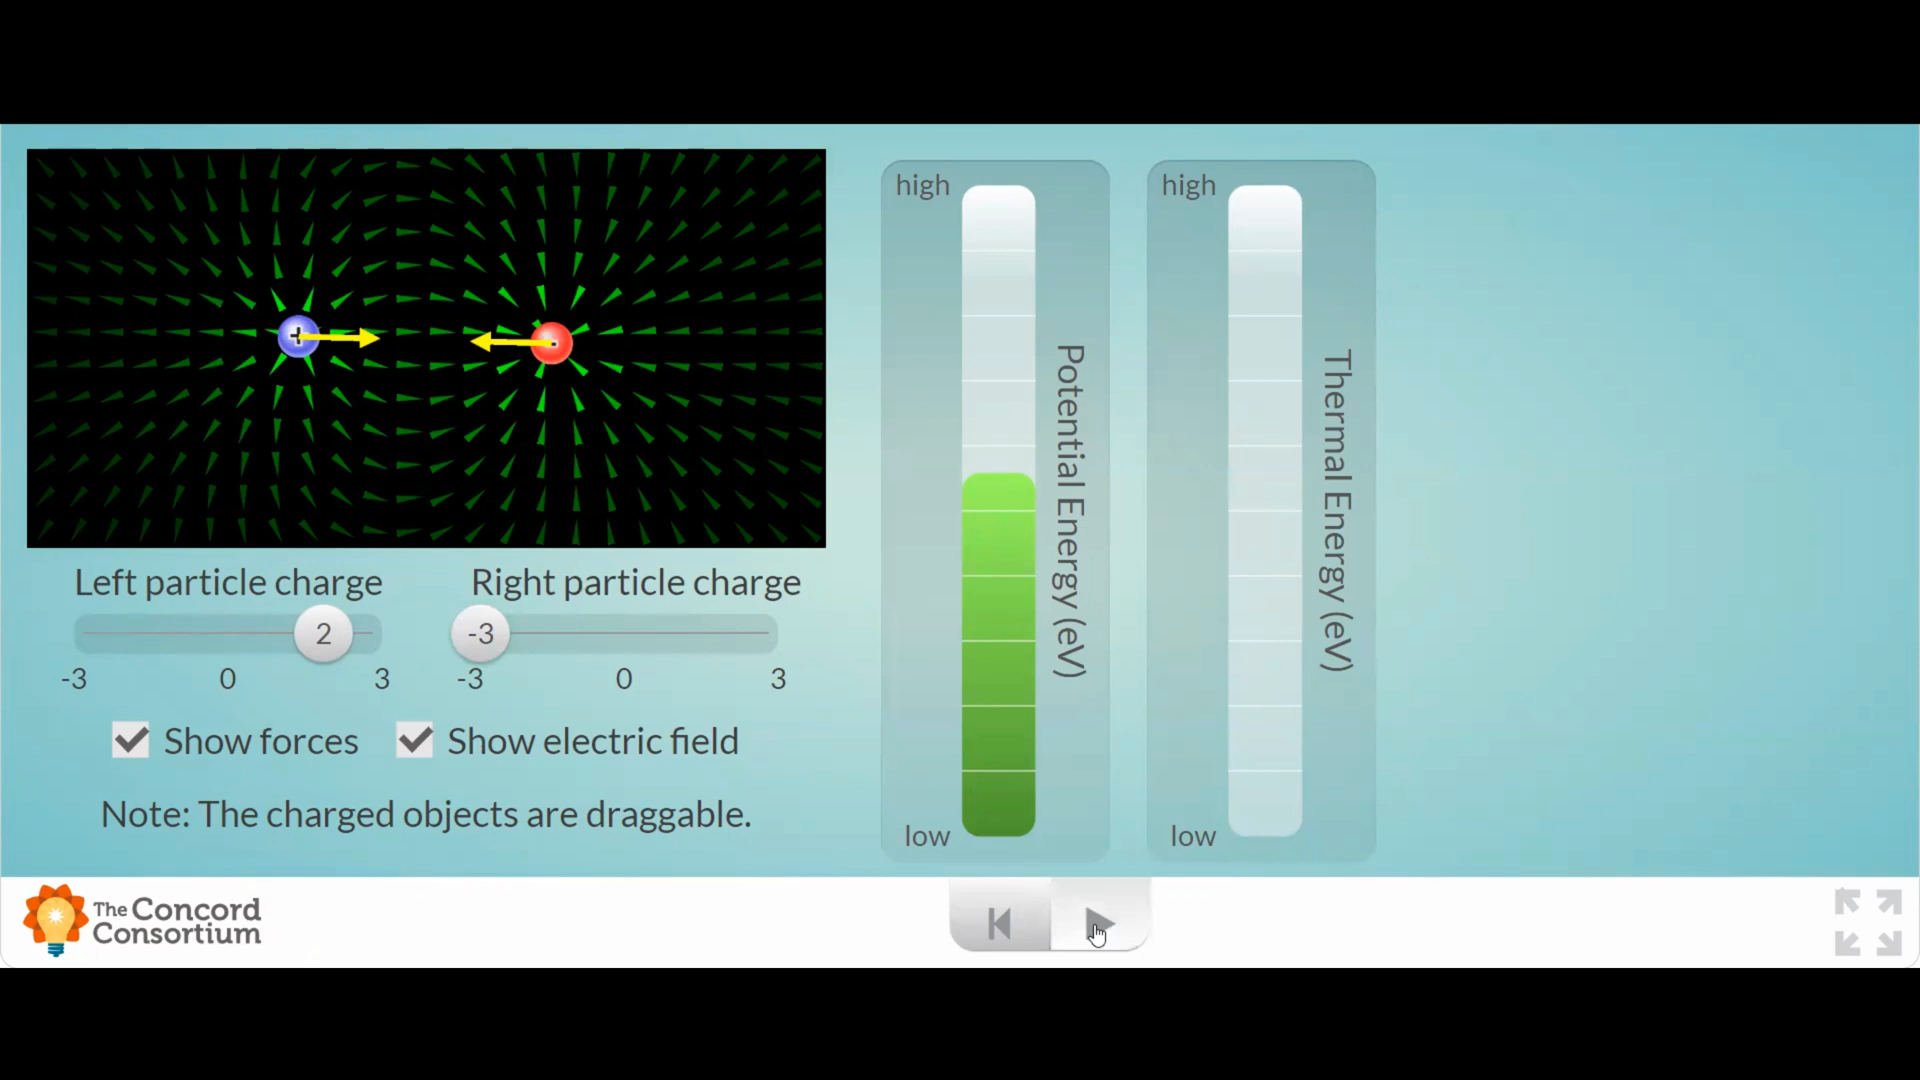 +
-
Left particle charge
Right particle charge
2
-3
-3 0 3
-3 0 3
Show forces
Show electric field
Note: The charged objects are draggable.
high
Potential Energy (eV)
low
high
Thermal Energy (eV)
low
The Concord
Consortium